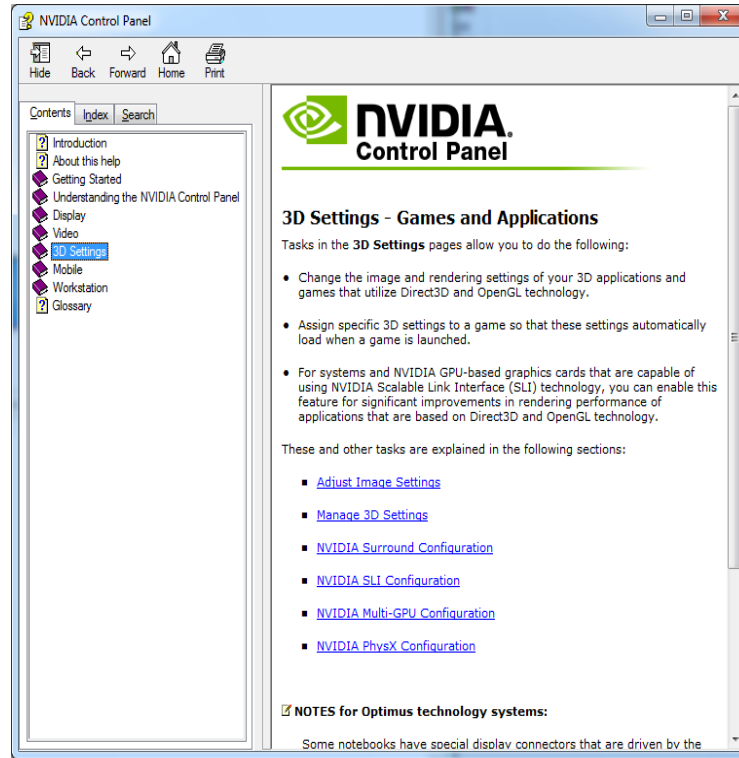 NVIDIA Control Panel
Hide Back Forward Home Print
Contents Index Search
Introduction
About this help
Getting Started
Understanding the NVIDIA Control Panel
Display
Video
3D Settings
Mobile
Workstation
Glossary
NVIDIA.
Control Panel
3D Settings - Games and Applications
Tasks in the 3D Settings pages allow you to do the following:
• Change the image and rendering settings of your 3D applications and
games that utilize Direct3D and OpenGL technology.
• Assign specific 3D settings to a game so that these settings automatically
load when a game is launched.
• For systems and NVIDIA GPU-based graphics cards that are capable of
using NVIDIA Scalable Link Interface (SLI) technology, you can enable this
feature for significant improvements in rendering performance of
applications that are based on Direct3D and OpenGL technology.
These and other tasks are explained in the following sections:
▪ Adjust Image Settings
▪ Manage 3D Settings
▪ NVIDIA Surround Configuration
▪ NVIDIA SLI Configuration
▪ NVIDIA Multi-GPU Configuration
▪ NVIDIA PhysX Configuration
NOTES for Optimus technology systems:
Some notebooks have special display connectors that are driven by the